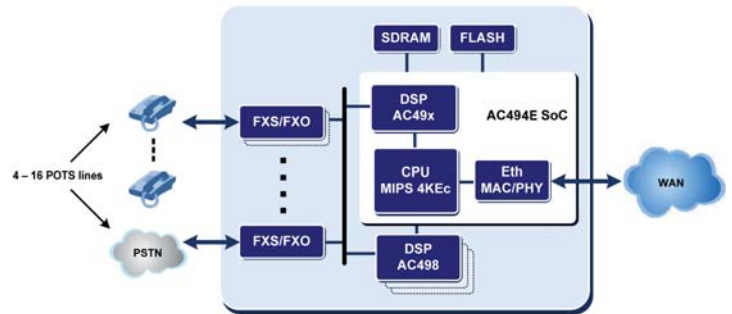 SDRAM
FLASH
DSP
AC49x
AC494E SoC
FXS/FXO
4 – 16 POTS lines
CPU
MIPS 4KEc
Eth
MAC/PHY
WAN
PSTN
FXS/FXO
DSP
AC498